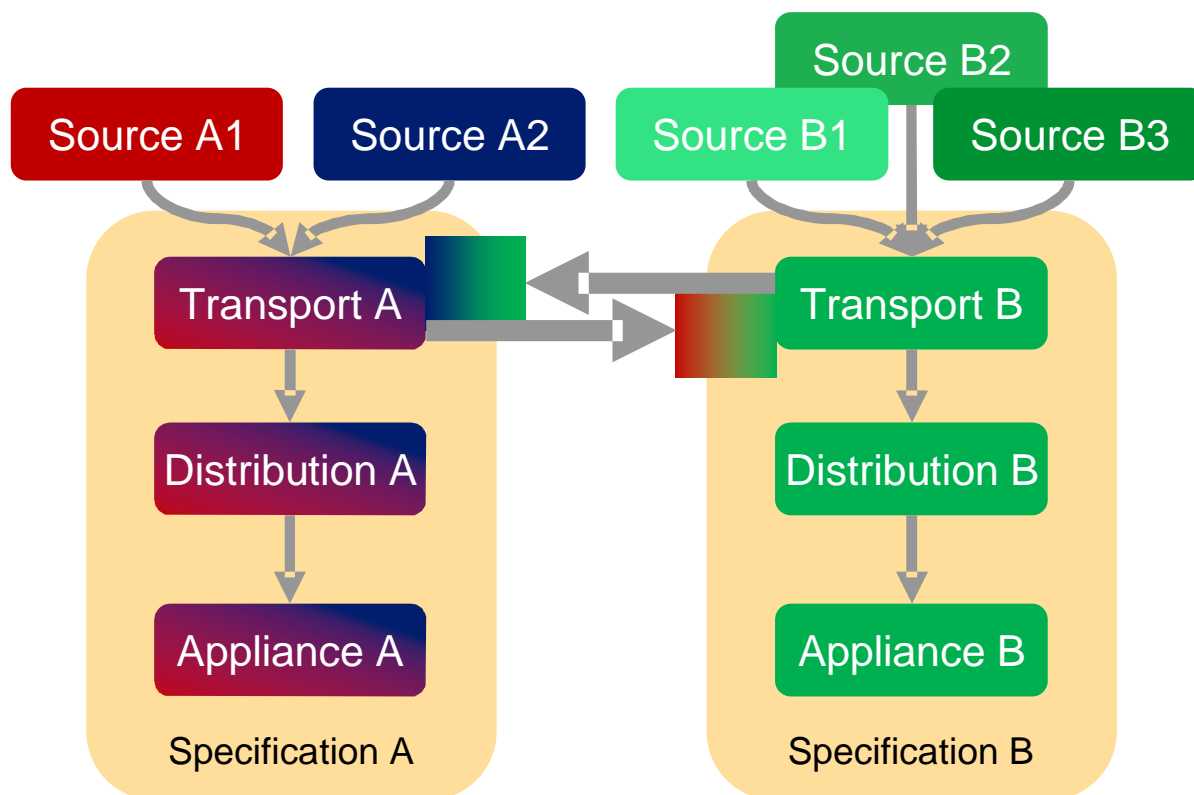 Source B2
Source A1
Source A2
Source B1
Source B3
Transport A
Transport B
Distribution A
Distribution B
Appliance A
Appliance B
Specification A
Specification B